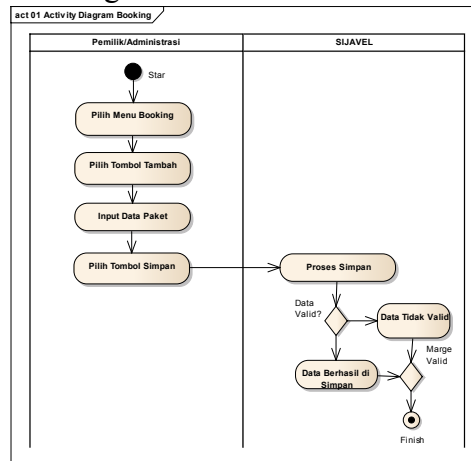 act 01 Activity Diagram Booking
Pemilik/Administrasi
SIJAVEL
Star
Pilih Menu Booking
Pilih Tombol Tambah
Input Data Paket
Pilih Tombol Simpan
Proses Simpan
Data
Valid?
Data Tidak Valid
Marge
Valid
Data Berhasil di
Simpan
Finish